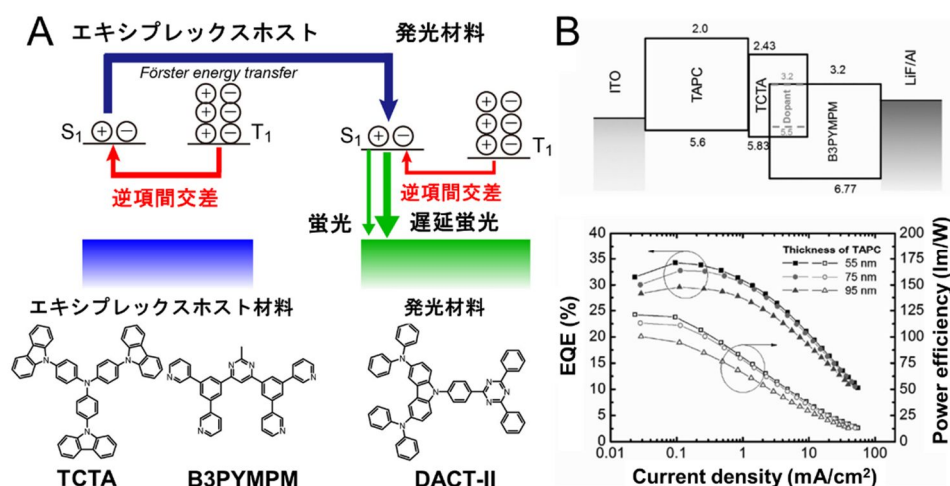 A
エキシプレックスホスト
発光材料
Förster energy transfer
S1
T1
S1
T1
逆項間交差
逆項間交差
蛍光
遅延蛍光
エキシプレックスホスト材料
発光材料
TCTA
B3PYMPM
DACT-II
B
2.0
2.43
3.2
3.2
ITO
TAPC
TCTA
Dopant
B3PYMPM
LiF/Al
5.6
5.83
5.5
6.77
EQE (%)
40
35
30
25
20
15
10
5
0
Thickness of TAPC
55 nm
75 nm
95 nm
200
175
150
125
100
75
50
25
0
Power efficiency (lm/W)
0.01
0.1
1
10
100
Current density (mA/cm²)